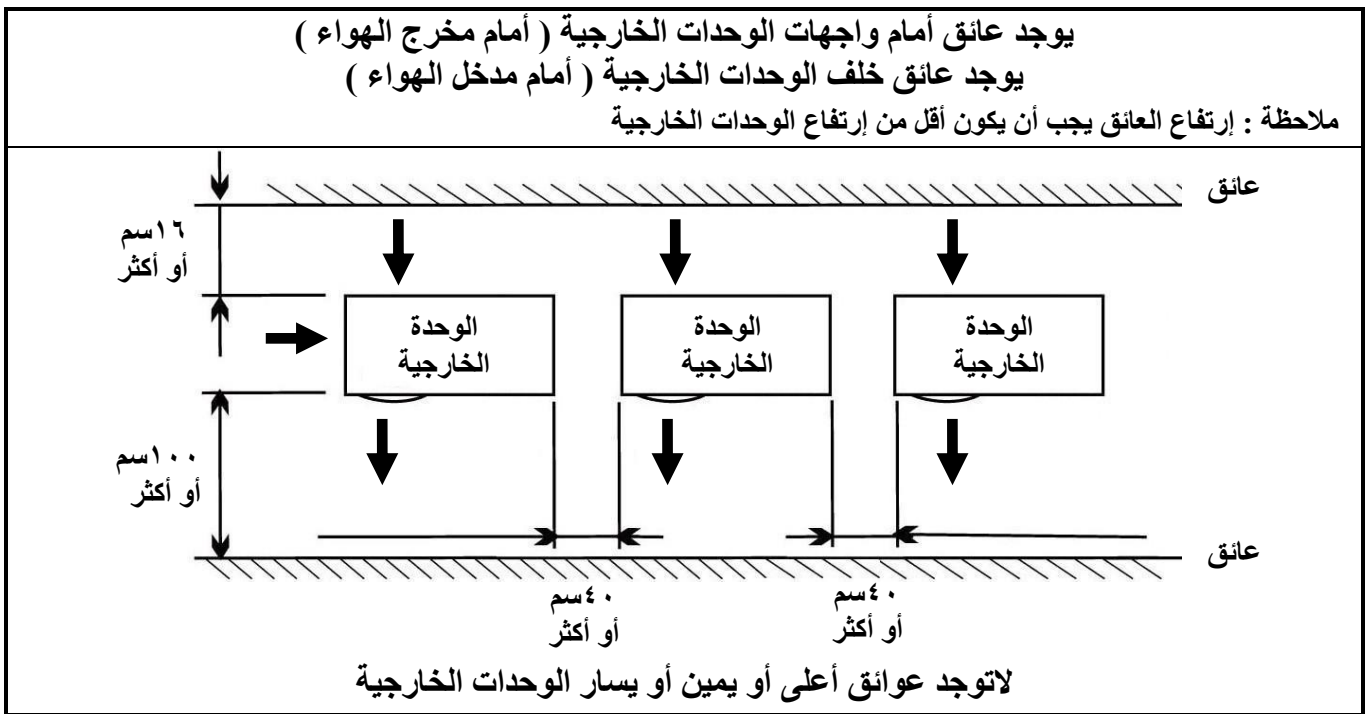 يوجد عائق أمام واجهات الوحدات الخارجية ( أمام مخرج الهواء )
يوجد عائق خلف الوحدات الخارجية ( أمام مدخل الهواء )
ملاحظة : إرتفاع العائق يجب أن يكون أقل من إرتفاع الوحدات الخارجية
عائق
١٦سم
أو أكثر
الوحدة
الخارجية
الوحدة
الخارجية
الوحدة
الخارجية
١٠٠سم
أو أكثر
عائق
٤٠سم
أو أكثر
٤٠سم
أو أكثر
لاتوجد عوائق أعلى أو يمين أو يسار الوحدات الخارجية